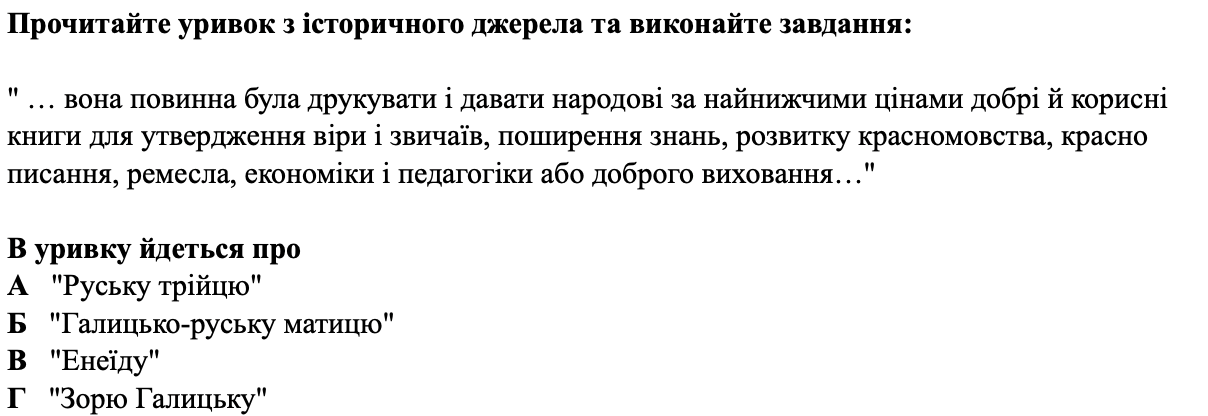 Прочитайте уривок з історичного джерела та виконайте завдання:
" … вона повинна була друкувати і давати народові за найнижчими цінами добрі й корисні
книги для утвердження віри і звичаїв, поширення знань, розвитку красномовства, красно
писання, ремесла, економіки і педагогіки або доброго виховання…"
В уривку йдеться про
А "Руську трійцю"
Б "Галицько-руську матицю"
В "Енеїду"
Г "Зорю Галицьку"